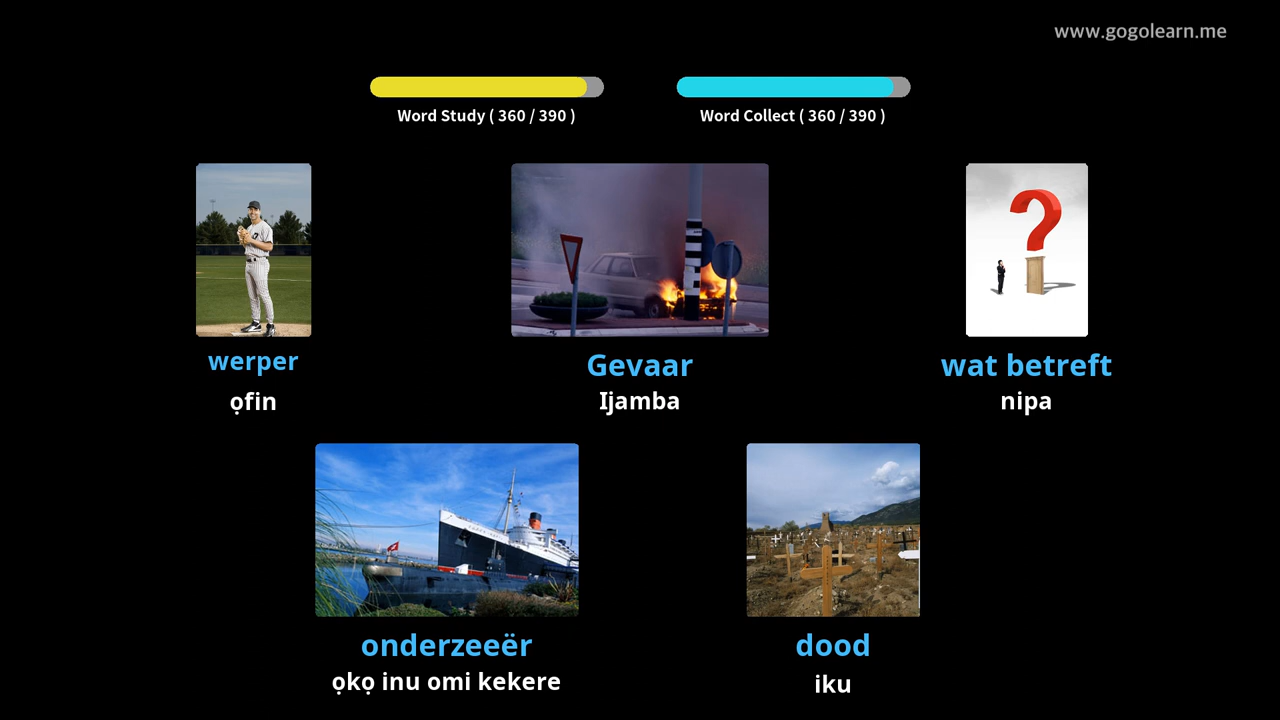 www.gogolearn.me
Word Study ( 360 / 390 )
Word Collect ( 360 / 390 )
werper
Gevaar
wat betreft
ọfin
Ijamba
nipa
onderzeeër
dood
ọkọ inu omi kekere
iku